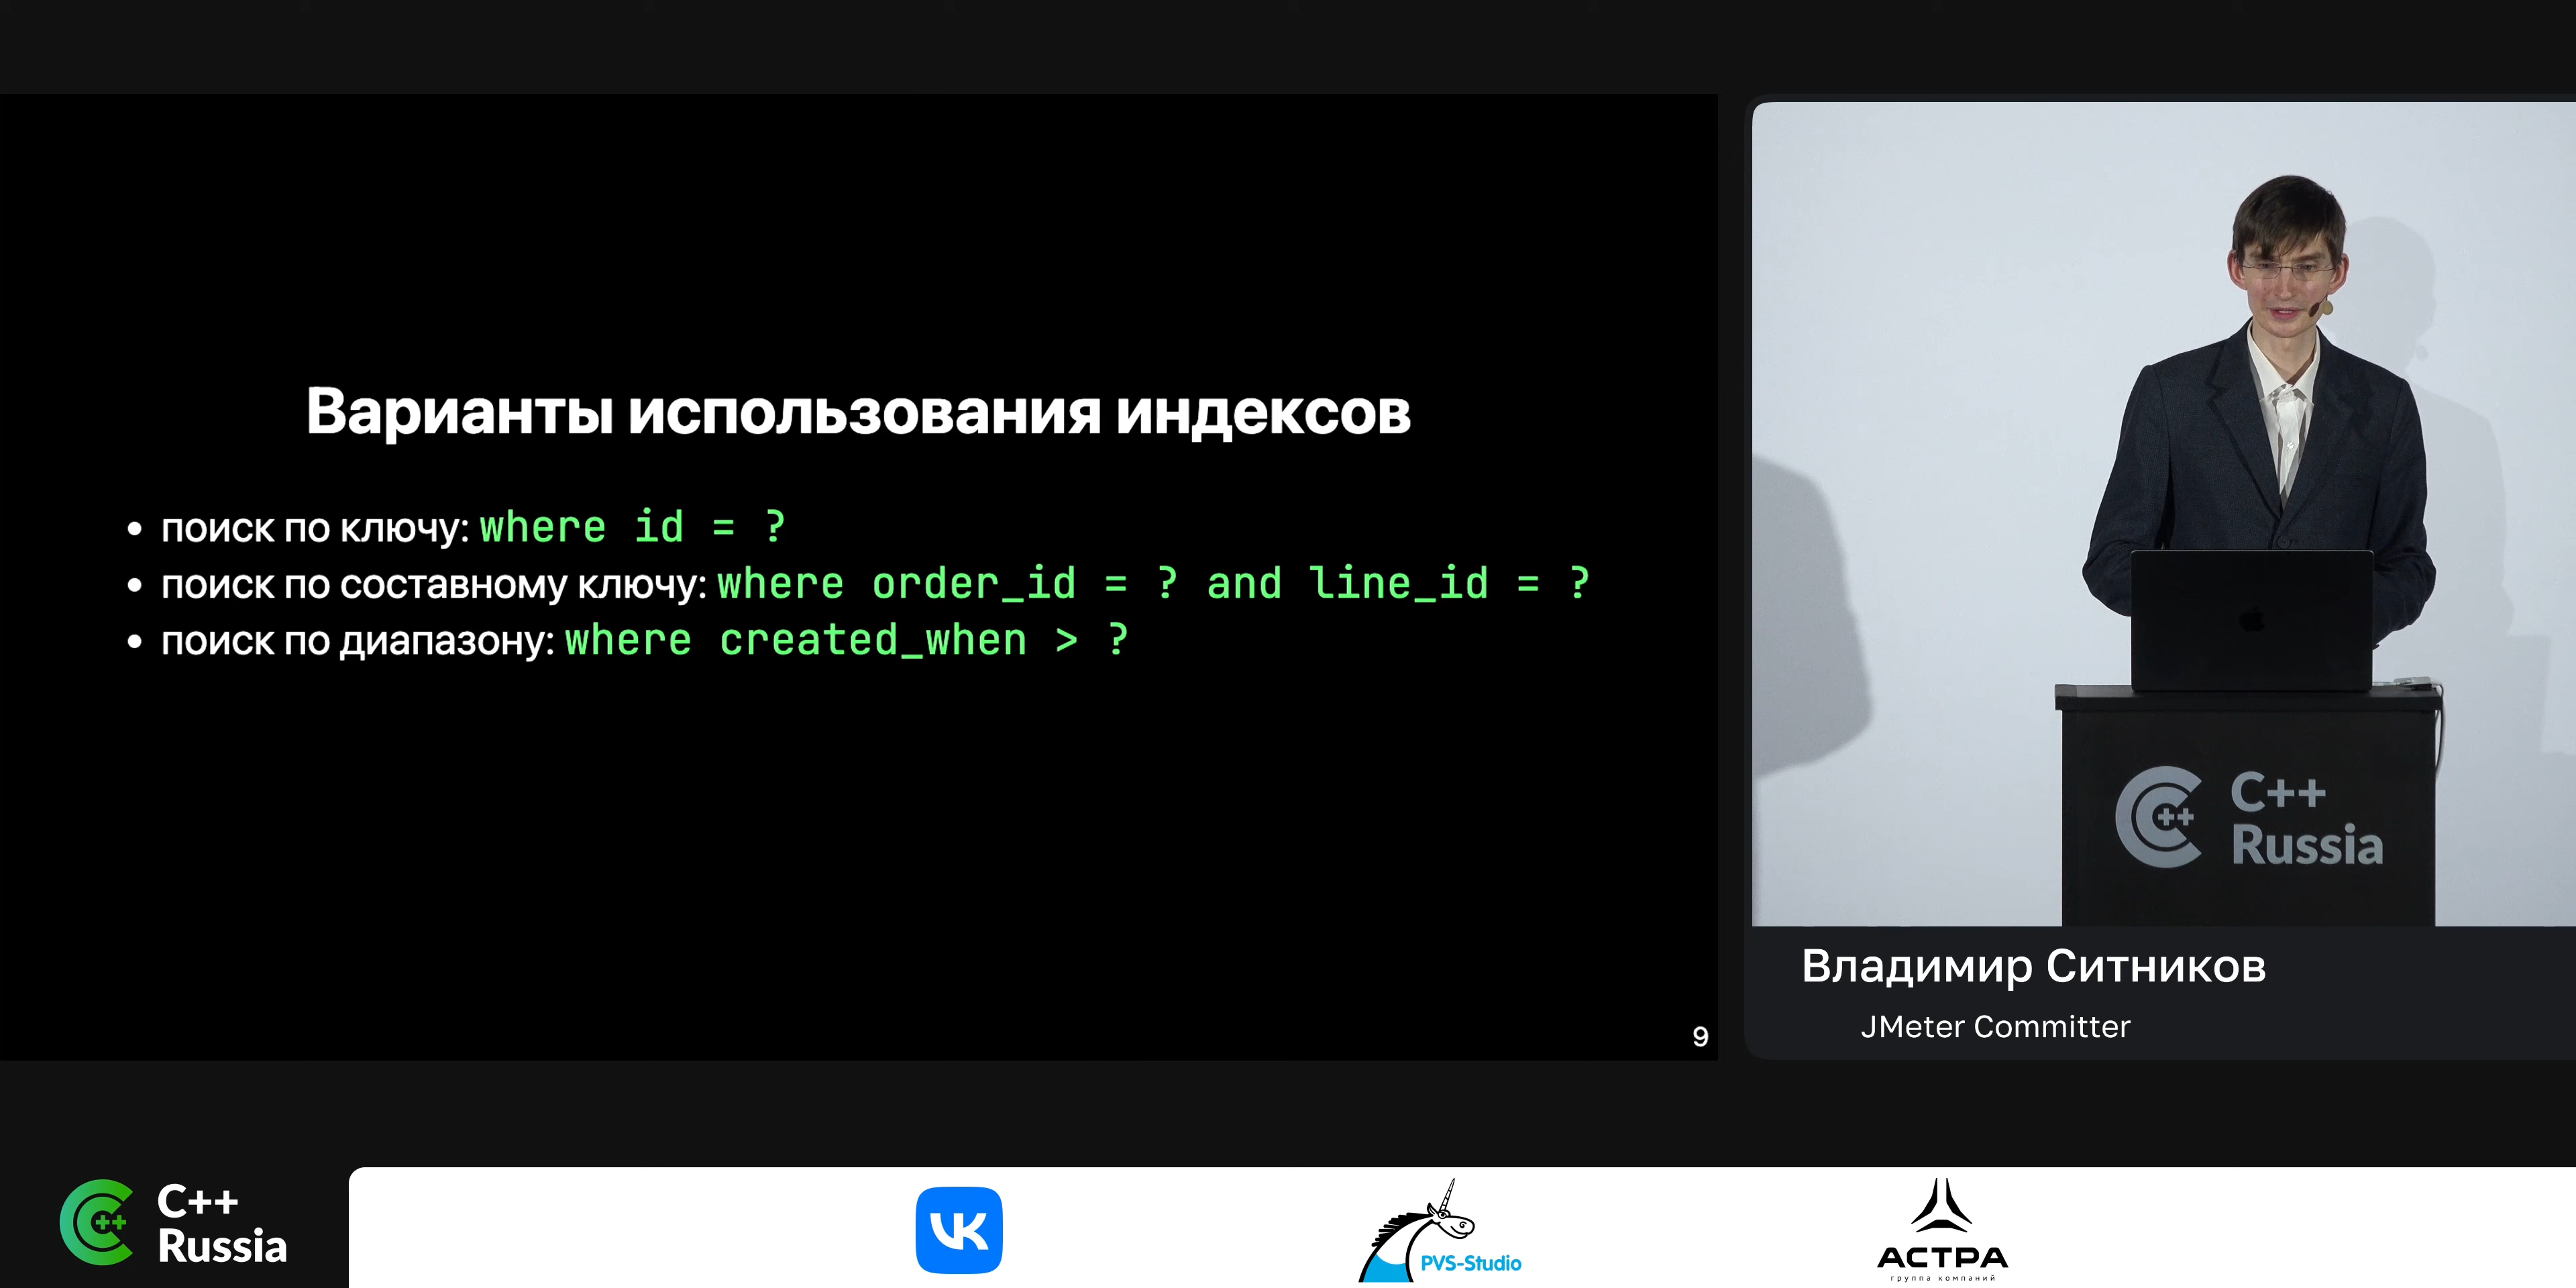 Варианты использования индексов
• поиск по ключу: where id = ?
• поиск по составному ключу: where order_id = ? and line_id = ?
• поиск по диапазону: where created_when > ?
9
C++
Russia
Владимир Ситников
JMeter Committer
C++
Russia
VK
PVS-Studio
АСТРА
группа компаний